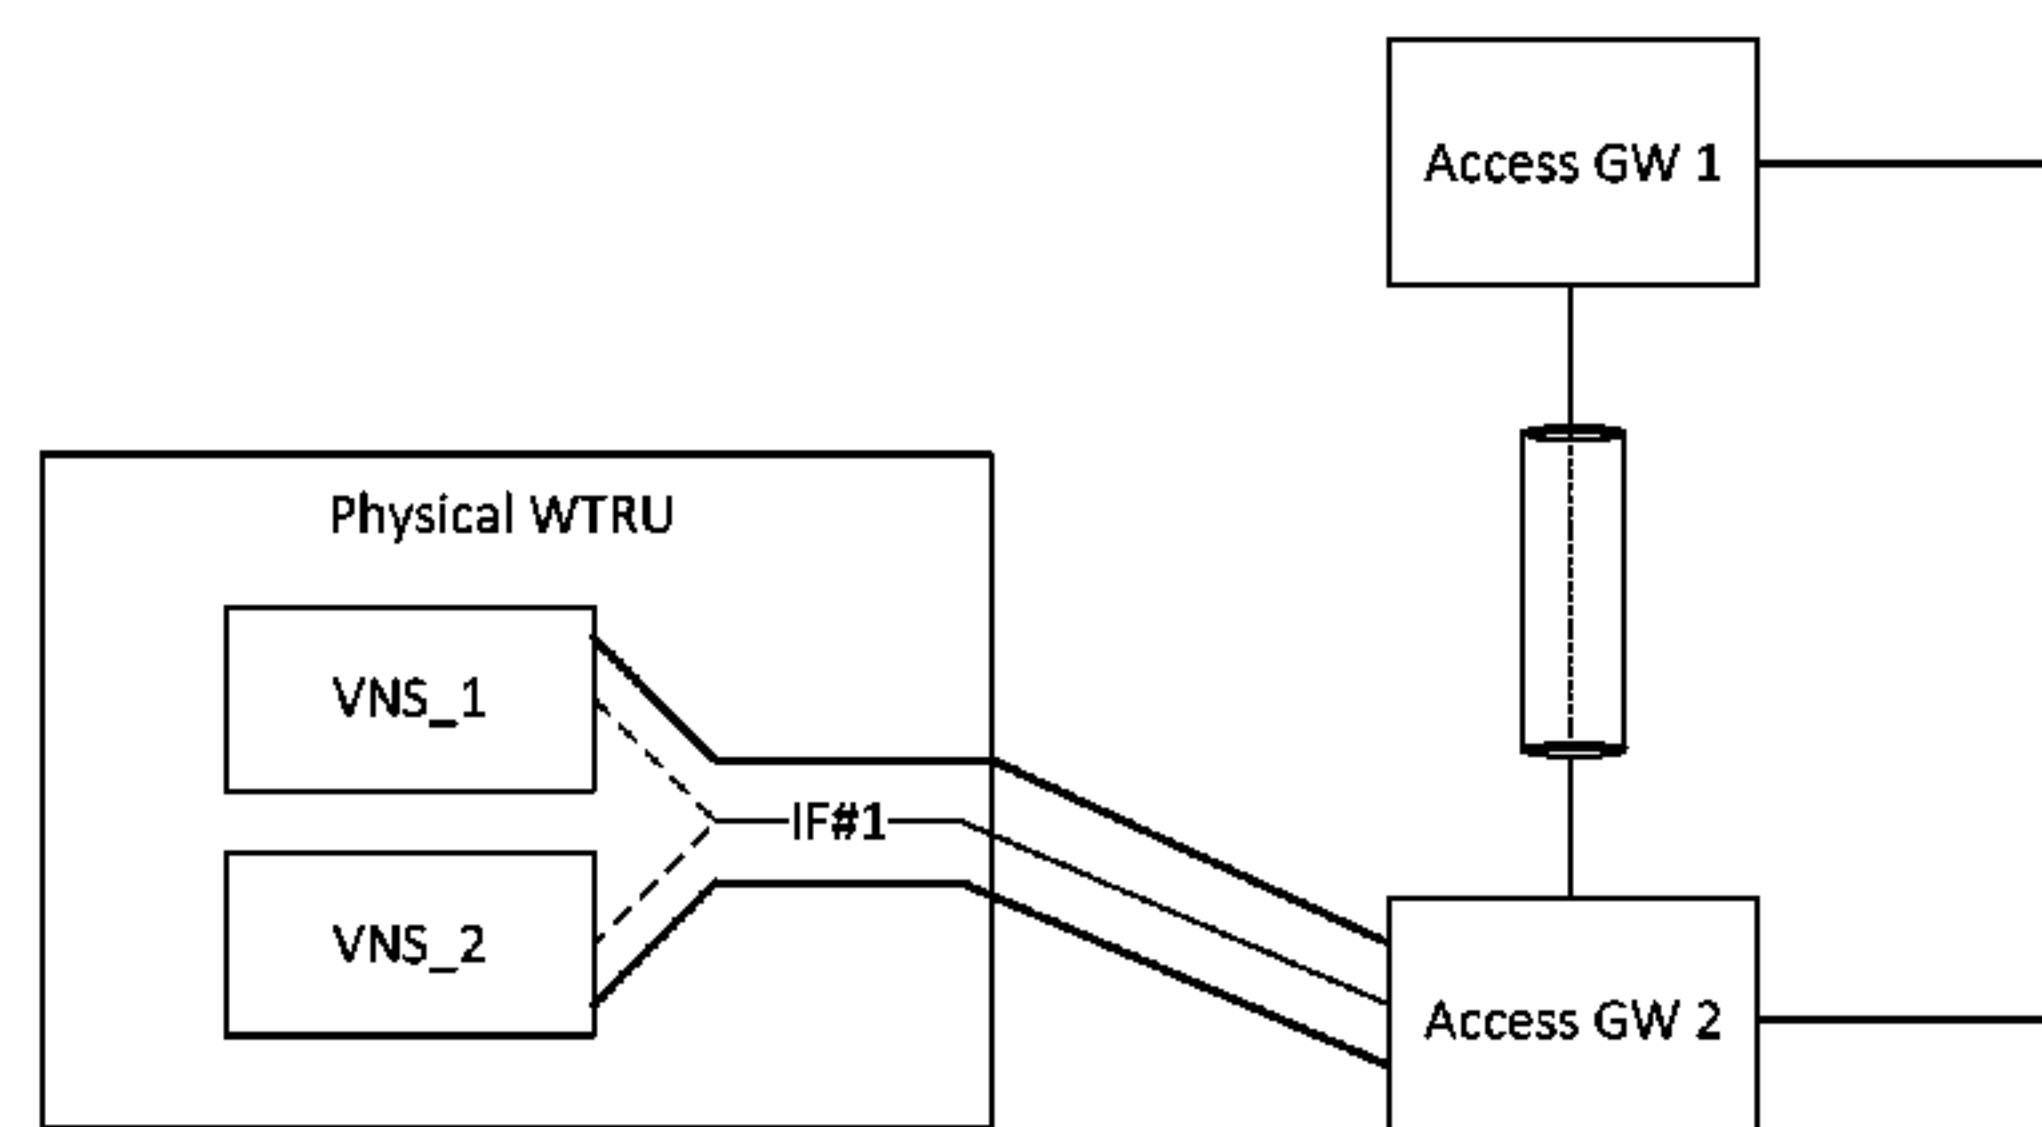 Access GW 1
Physical WTRU
VNS_1
IF#1
VNS_2
Access GW 2